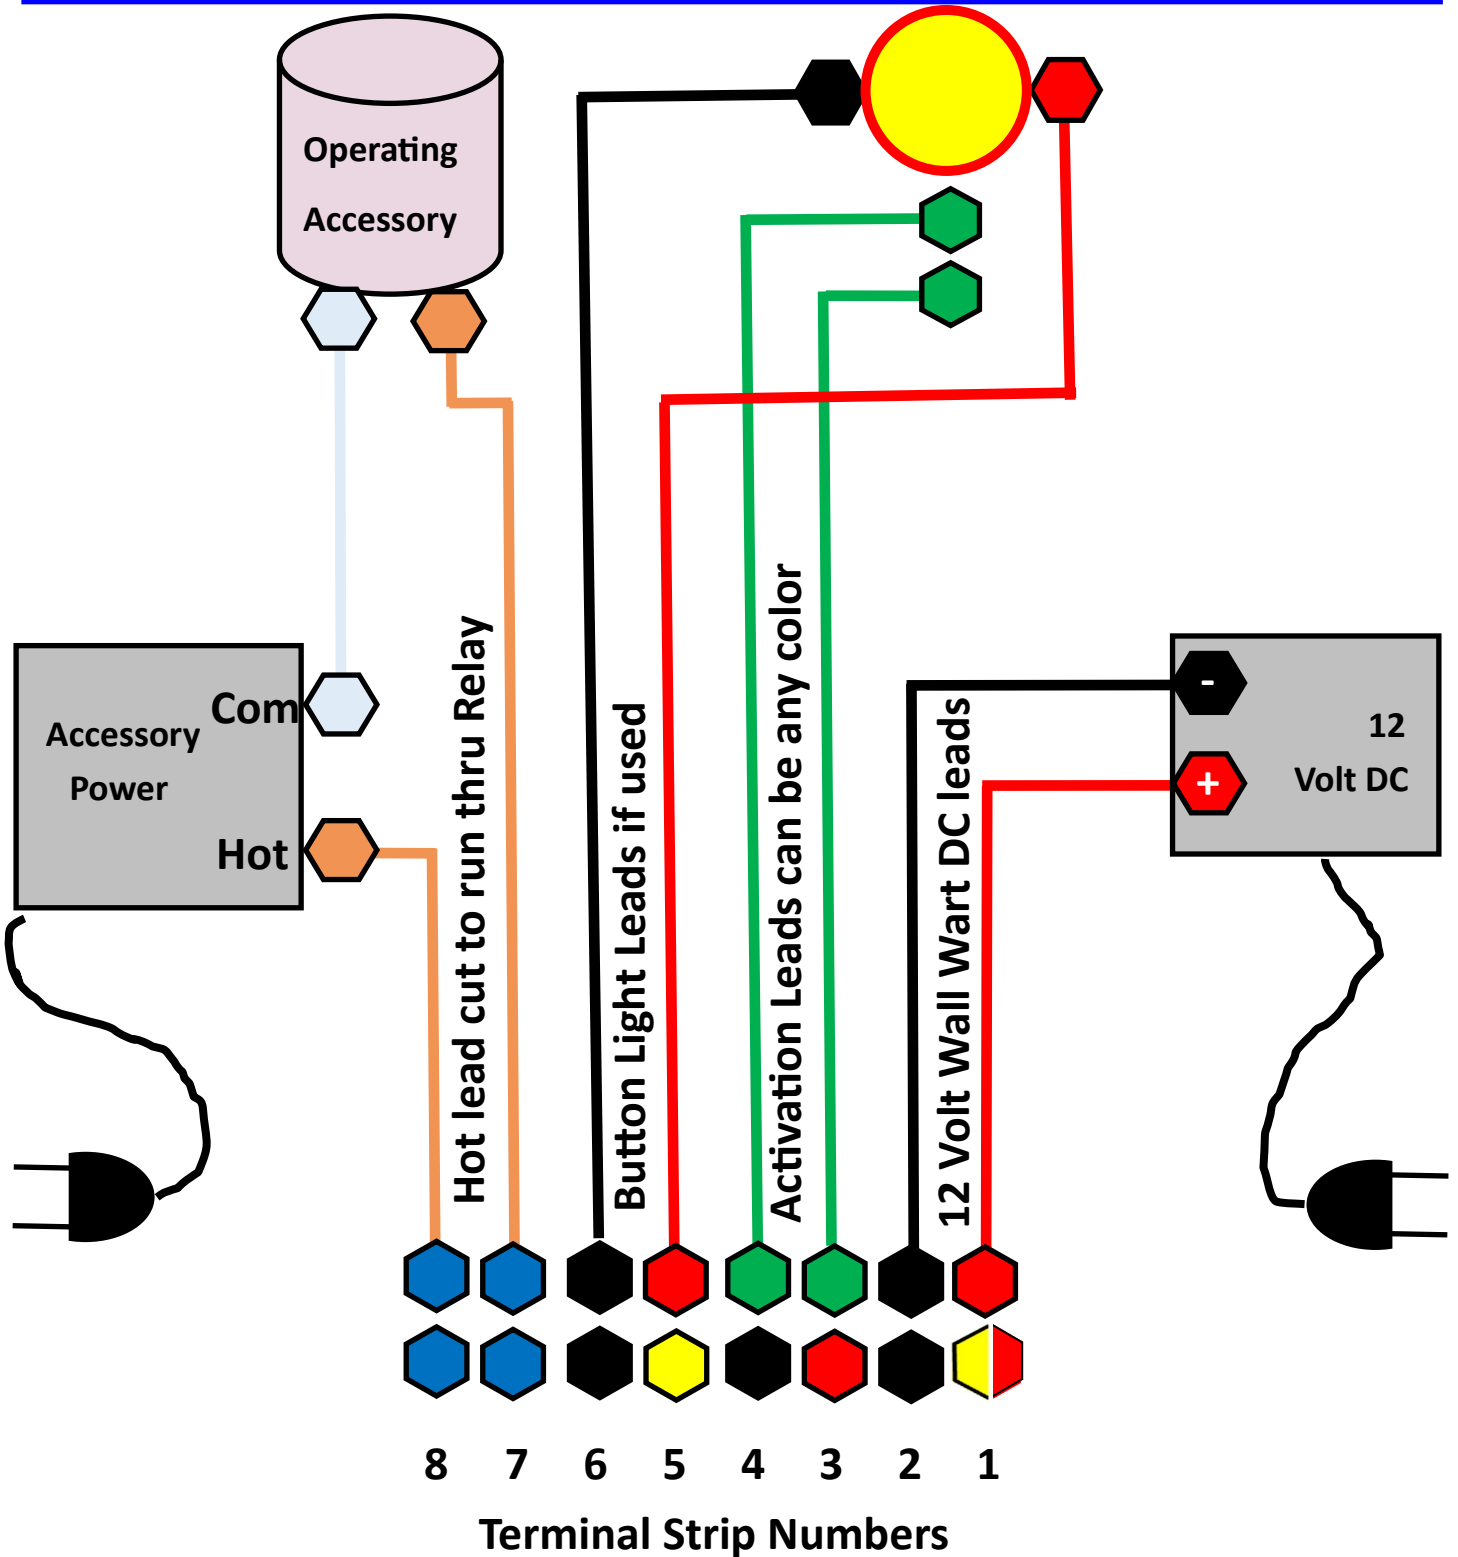 Operating
Accessory
Accessory
Power
Com
Hot
Hot lead cut to run thru Relay
Button Light Leads if used
Activation Leads can be any color
12 Volt Wall Wart DC leads
-
+
12
Volt DC
8 7 6 5 4 3 2 1
Terminal Strip Numbers